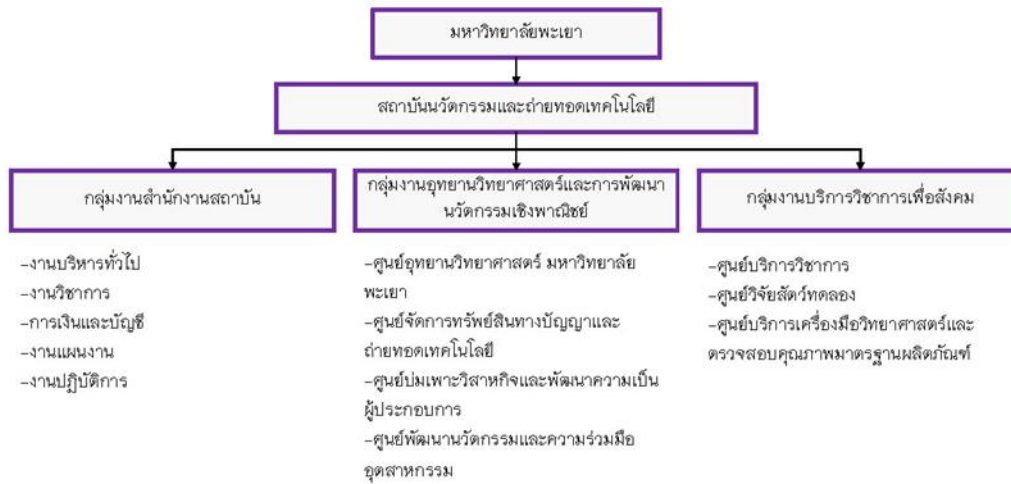 มหาวิทยาลัยพะเยา
สถาบันนวัตกรรมและถ่ายทอดเทคโนโลยี
กลุ่มงานสำนักงานสถาบัน
-งานบริหารทั่วไป
-งานวิชาการ
-การเงินและบัญชี
-งานแผนงาน
-งานปฏิบัติการ
กลุ่มงานอุทยานวิทยาศาสตร์และการพัฒนา
นวัตกรรมเชิงพาณิชย์
-ศูนย์อุทยานวิทยาศาสตร์ มหาวิทยาลัย
พะเยา
-ศูนย์จัดการทรัพย์สินทางปัญญาและ
ถ่ายทอดเทคโนโลยี
-ศูนย์บ่มเพาะวิสาหกิจและพัฒนาความเป็น
ผู้ประกอบการ
-ศูนย์พัฒนานวัตกรรมและความร่วมมือ
อุตสาหกรรม
กลุ่มงานบริการวิชาการเพื่อสังคม
-ศูนย์บริการวิชาการ
-ศูนย์วิจัยสัตว์ทดลอง
-ศูนย์บริการเครื่องมือวิทยาศาสตร์และ
ตรวจสอบคุณภาพมาตรฐานผลิตภัณฑ์